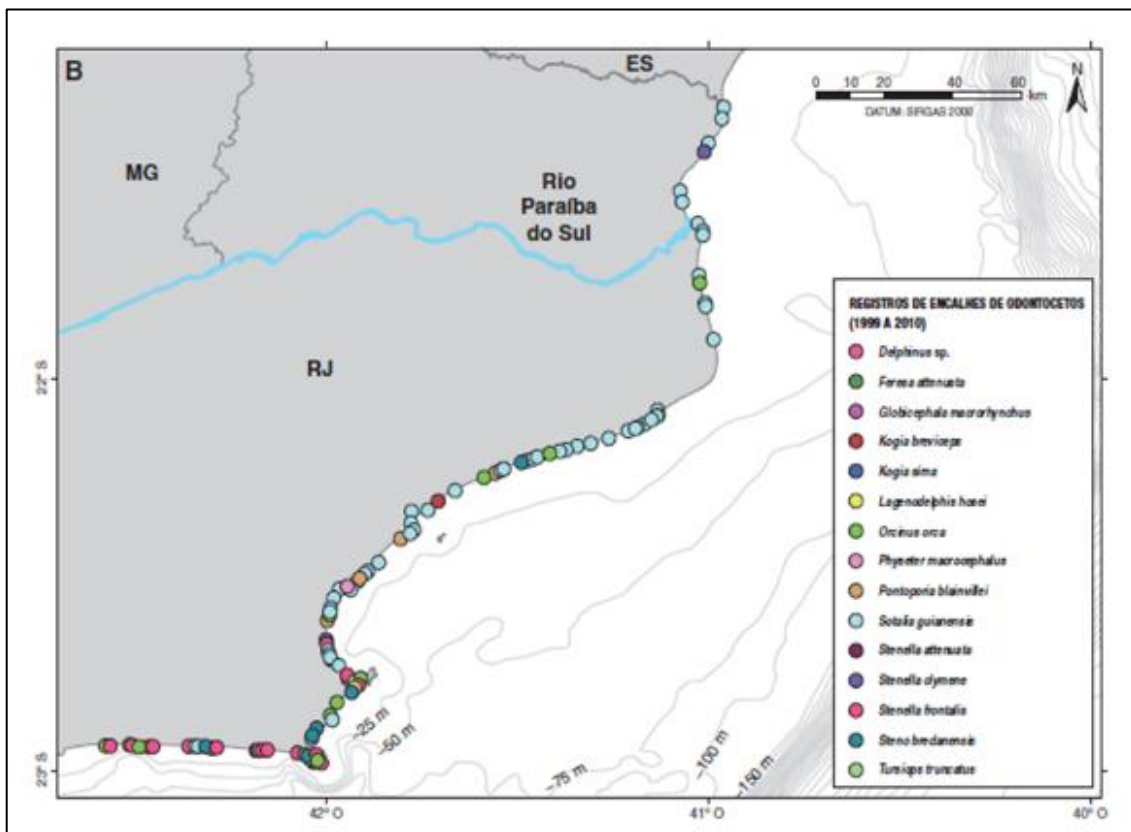 B
ES
N
0 10 20 40 60
km
DATUM: SIRGAS 2000
MG
Rio
Paraíba
do Sul
RJ
22° S
23° S
REGISTROS DE ENCALHES DE ODONTOCETOS
(1999 A 2010)
Delphinus sp.
Feresa attenuata
Globicephala macrorhynchus
Kogia breviceps
Kogia sima
Lagenodelphis hosei
Orcinus orca
Physeter macrocephalus
Pontoporia blainvillei
Sotalia guianensis
Stenella attenuata
Stenella clymene
Stenella frontalis
Steno bredanensis
Tursiops truncatus
-25 m
-50 m
-75 m
-100 m
-150 m
42° O
41° O
40° O